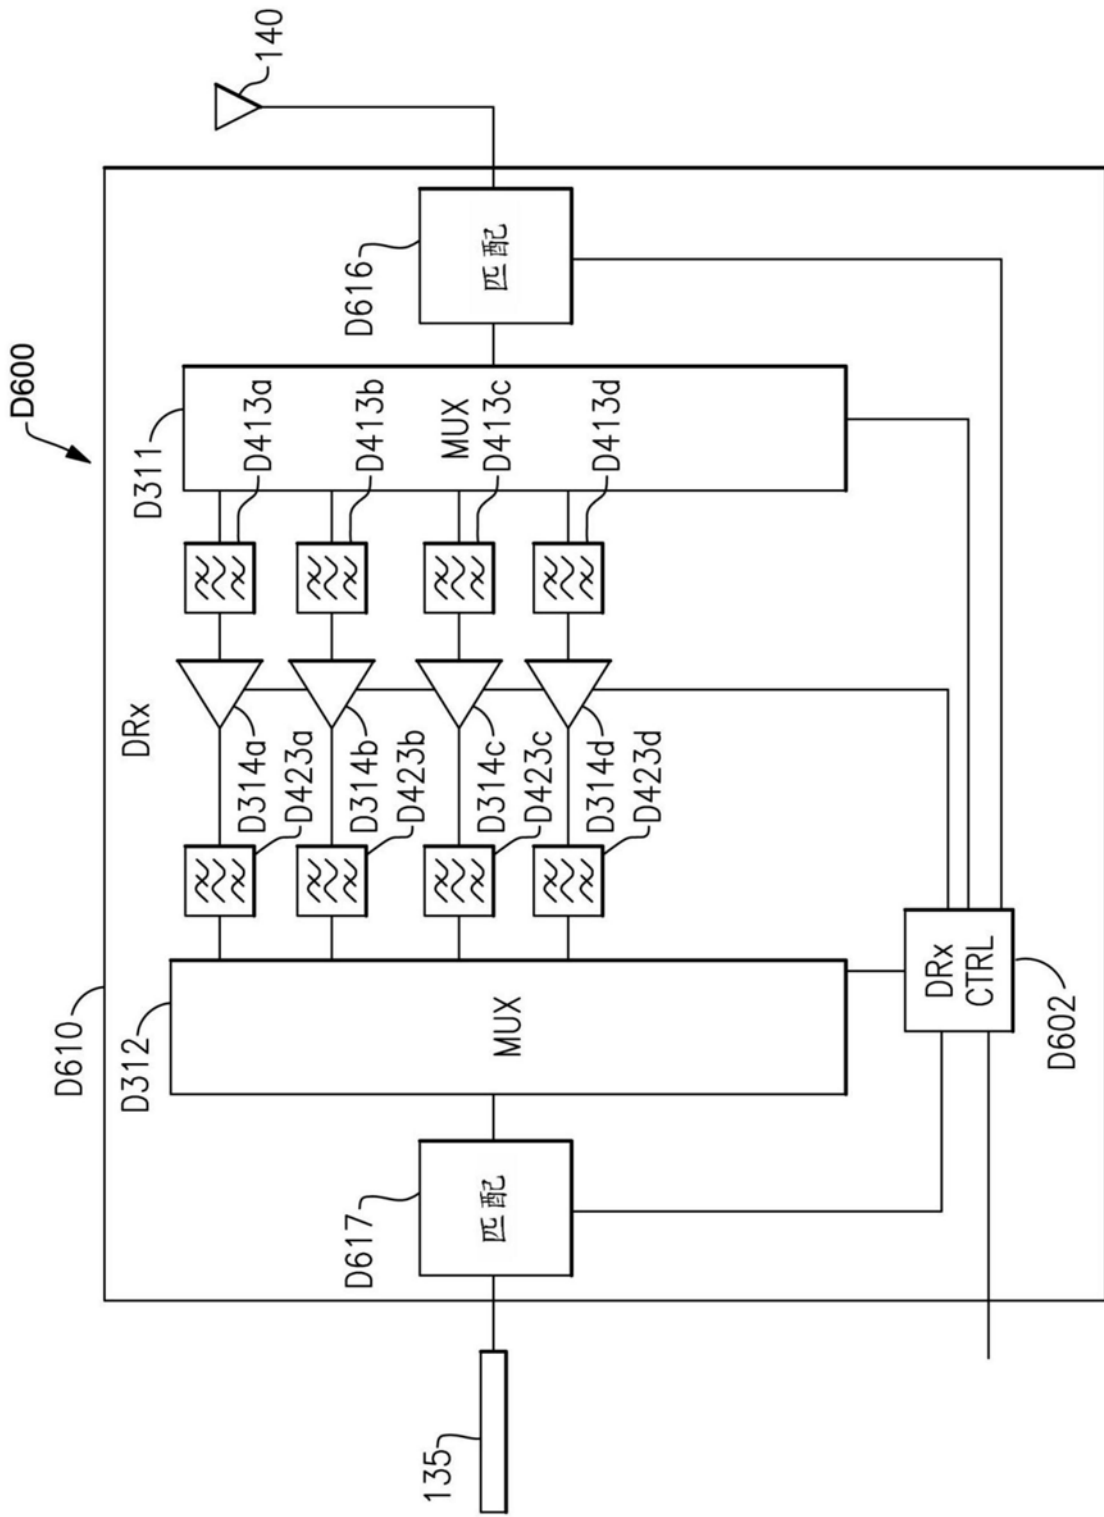 D600
D610
D312
DRx
D311
D314a
D413a
140
D423a
D617
D314b
D413b
D616
D423b
135
D413c
MUX
匹配
MUX
D314c
匹配
D423c
D314d
D413d
D423d
DRx
CTRL
D602